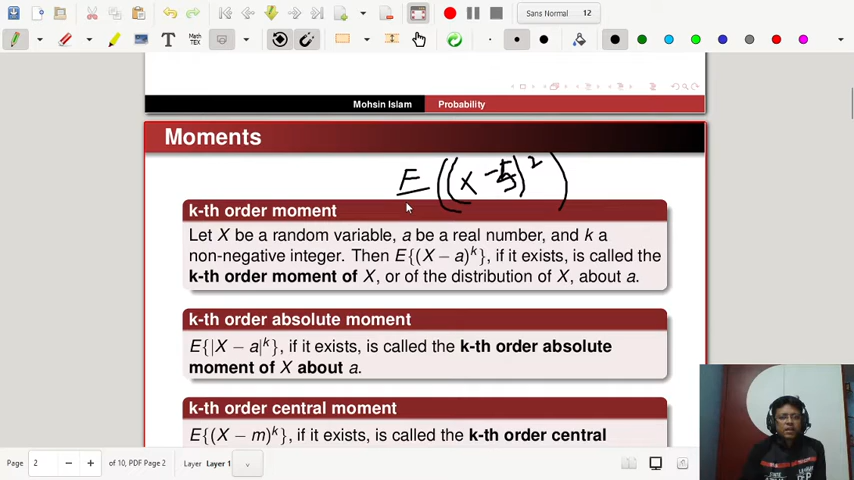 Sans Normal 12
Math TEX
Mohsin Islam Probability
Moments
E((X - )²)
k-th order moment
Let X be a random variable, a be a real number, and k a
non-negative integer. Then E{(X − a)ᵏ}, if it exists, is called the
k-th order moment of X, or of the distribution of X, about a.
k-th order absolute moment
E{|X − a|ᵏ}, if it exists, is called the k-th order absolute
moment of X about a.
k-th order central moment
E{(X − m)ᵏ}, if it exists, is called the k-th order central
Page 2 of 10, PDF Page 2 Layer Layer 1